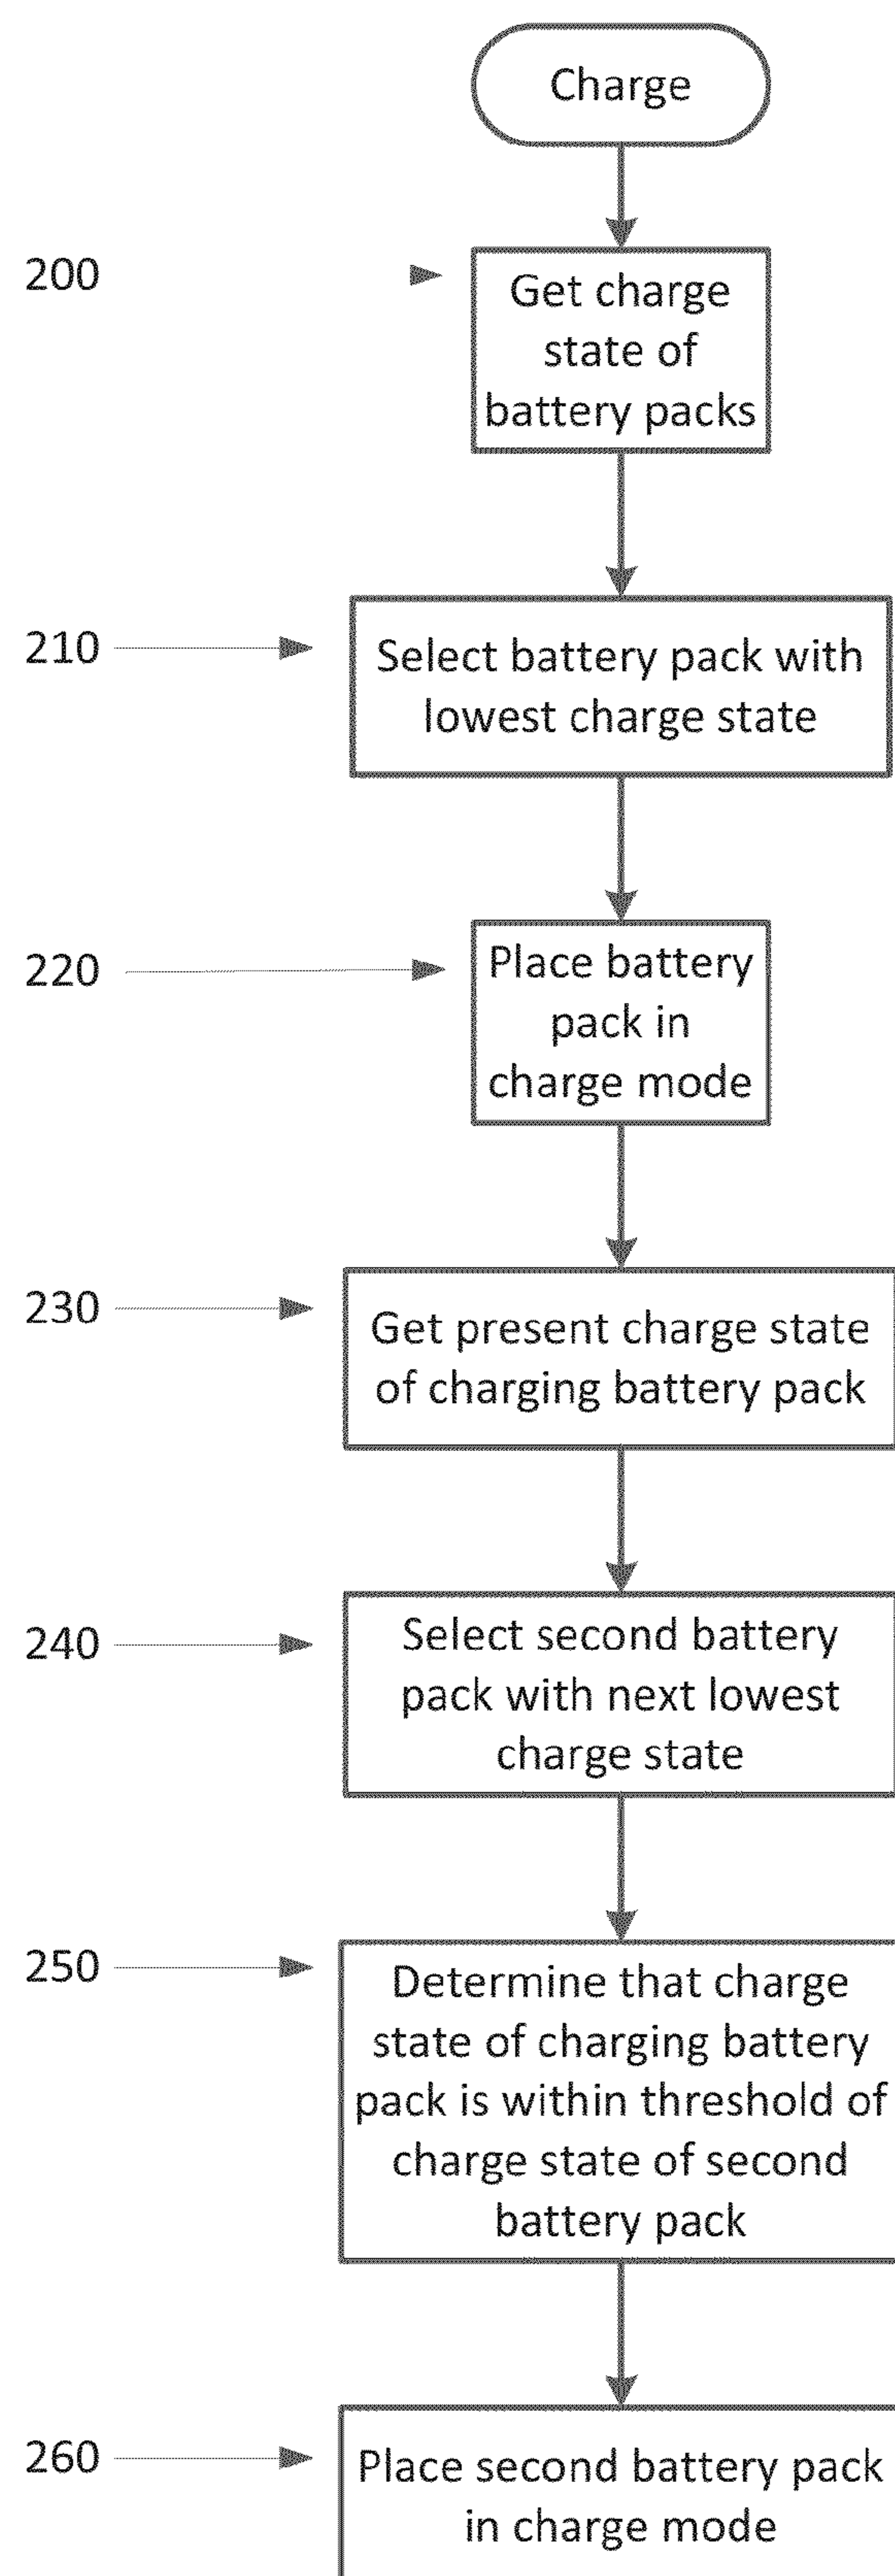 Charge
200
Get charge
state of
battery packs
210
Select battery pack with
lowest charge state
220
Place battery
pack in
charge mode
230
Get present charge state
of charging battery pack
240
Select second battery
pack with next lowest
charge state
250
Determine that charge
state of charging battery
pack is within threshold of
charge state of second
battery pack
260
Place second battery pack
in charge mode